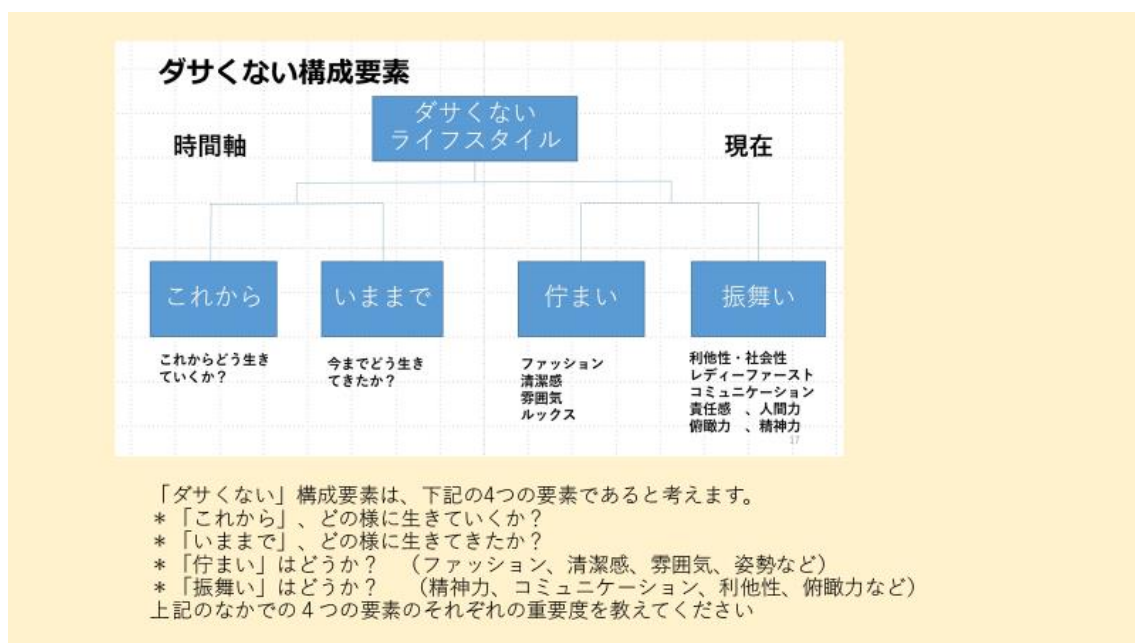 ダサくない構成要素
ダサくない
ライフスタイル
時間軸
現在
これから
いままで
佇まい
振舞い
これからどう生き
ていくか？
今までどう生き
てきたか？
ファッション
清潔感
雰囲気
ルックス
利他性・社会性
レディーファースト
コミュニケーション
責任感　、人間力
俯瞰力　、精神力
17
「ダサくない」構成要素は、下記の4つの要素であると考えます。
＊「これから」、どの様に生きていくか？
＊「いままで」、どの様に生きてきたか？
＊「佇まい」はどうか？　（ファッション、清潔感、雰囲気、姿勢など）
＊「振舞い」はどうか？　（精神力、コミュニケーション、利他性、俯瞰力など）
上記のなかでの４つの要素のそれぞれの重要度を教えてください